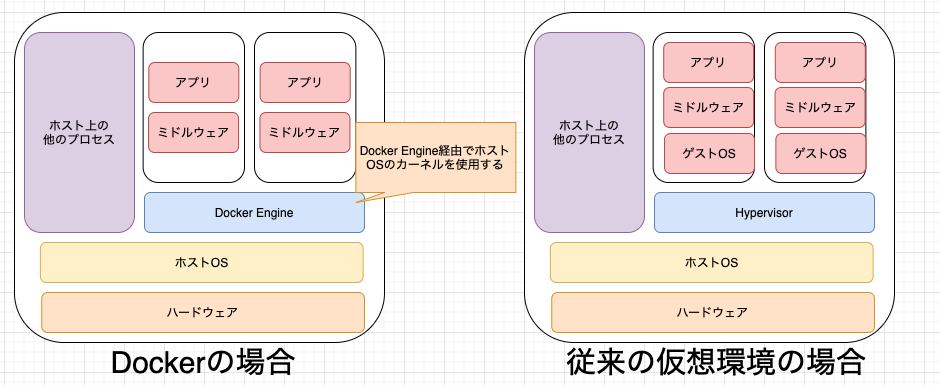 ホスト上の
他のプロセス
アプリ
ミドルウェア
アプリ
ミドルウェア
Docker Engine経由でホスト
OSのカーネルを使用する
Docker Engine
ホストOS
ハードウェア
Dockerの場合
ホスト上の
他のプロセス
アプリ
ミドルウェア
ゲストOS
アプリ
ミドルウェア
ゲストOS
Hypervisor
ホストOS
ハードウェア
従来の仮想環境の場合